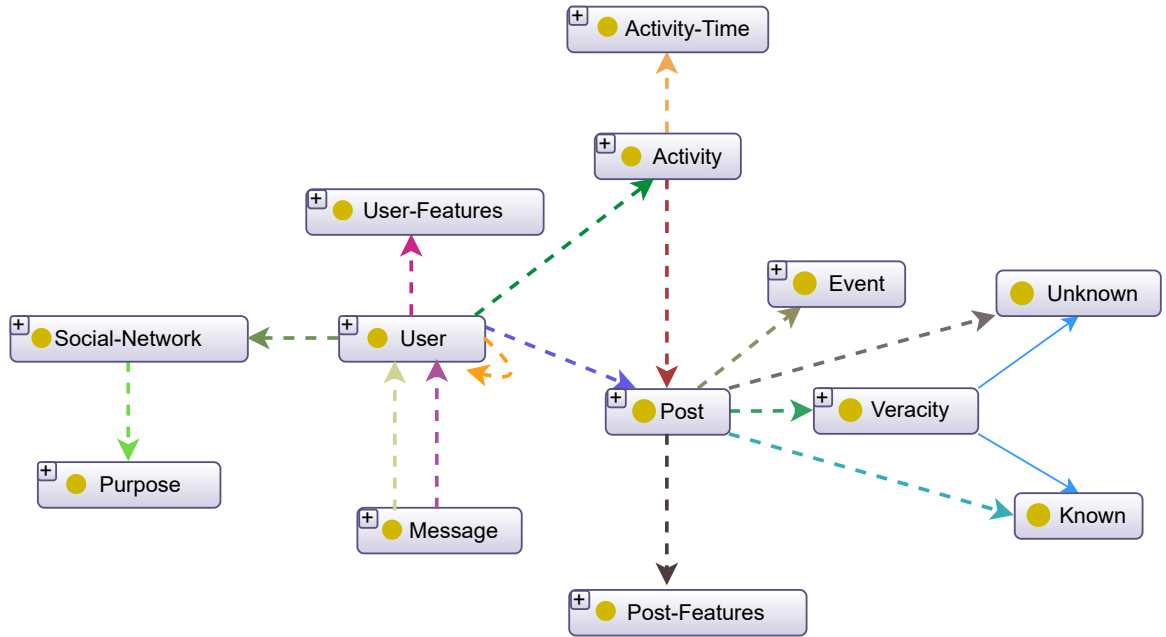 Activity-Time
Activity
User-Features
Event
Unknown
Social-Network
User
Post
Veracity
Purpose
Message
Known
Post-Features